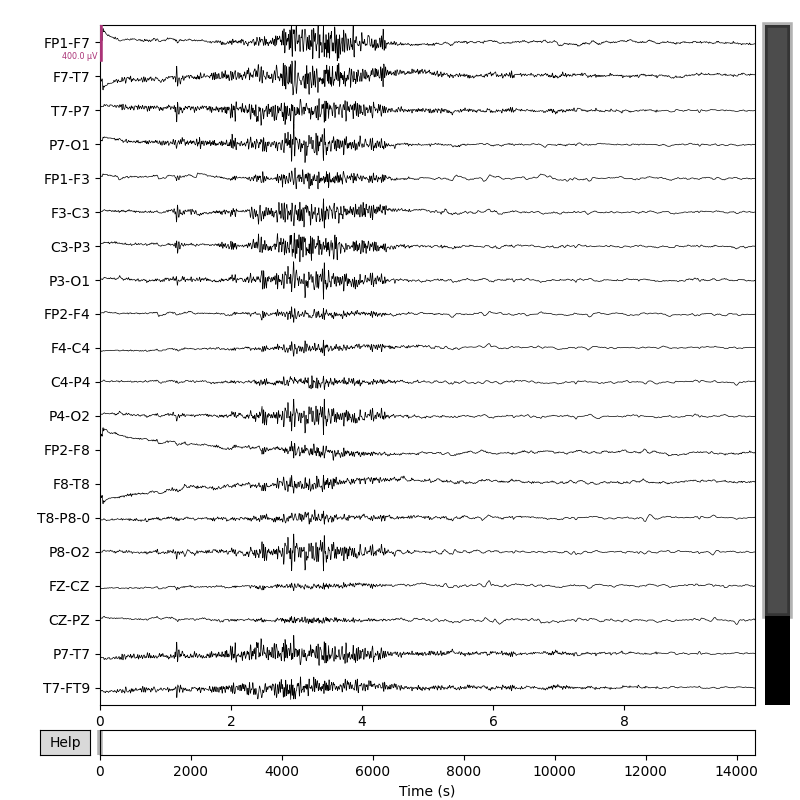 FP1-F7
400.0 µV
F7-T7
T7-P7
P7-O1
FP1-F3
F3-C3
C3-P3
P3-O1
FP2-F4
F4-C4
C4-P4
P4-O2
FP2-F8
F8-T8
T8-P8-0
P8-O2
FZ-CZ
CZ-PZ
P7-T7
T7-FT9
0 2 4 6 8
Help
0 2000 4000 6000 8000 10000 12000 14000
Time (s)